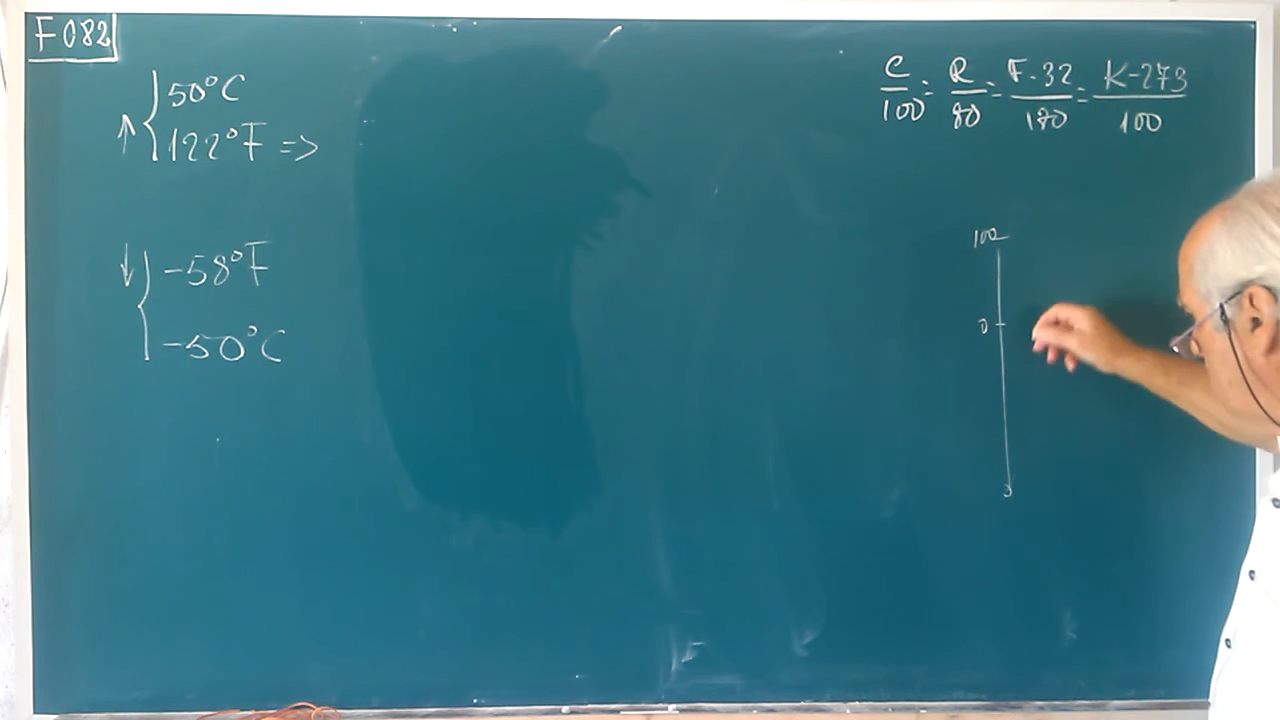 F082
50°C
122°F =>
-58°F
-50°C
C/100 = R/80 = F-32/180 = K-273/100
100
0